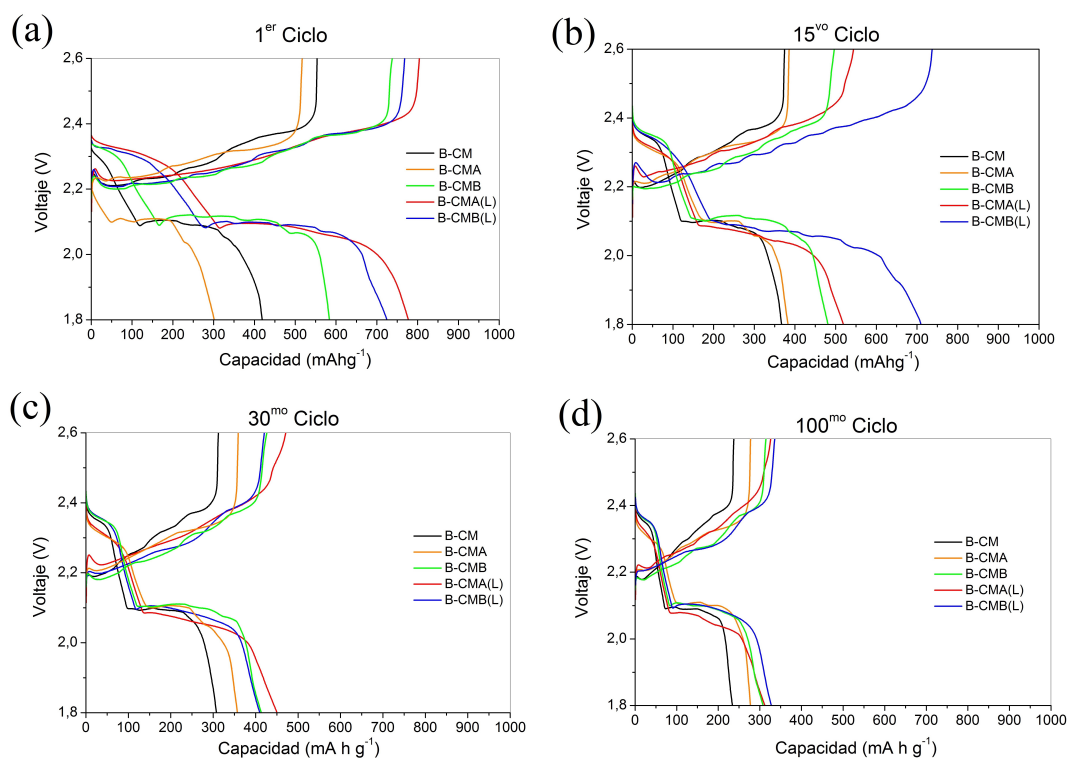 (a)
1er Ciclo
2,6
2,4
2,2
2,0
1,8
Voltaje (V)
B-CM
B-CMA
B-CMB
B-CMA(L)
B-CMB(L)
0 100 200 300 400 500 600 700 800 900 1000
Capacidad (mAhg-1)
(b)
15vo Ciclo
2,6
2,4
2,2
2,0
1,8
Voltaje (V)
B-CM
B-CMA
B-CMB
B-CMA(L)
B-CMB(L)
0 100 200 300 400 500 600 700 800 900 1000
Capacidad (mAhg-1)
(c)
30mo Ciclo
2,6
2,4
2,2
2,0
1,8
Voltaje (V)
B-CM
B-CMA
B-CMB
B-CMA(L)
B-CMB(L)
0 100 200 300 400 500 600 700 800 900 1000
Capacidad (mA h g-1)
(d)
100mo Ciclo
2,6
2,4
2,2
2,0
1,8
Voltaje (V)
B-CM
B-CMA
B-CMB
B-CMA(L)
B-CMB(L)
0 100 200 300 400 500 600 700 800 900 1000
Capacidad (mA h g-1)